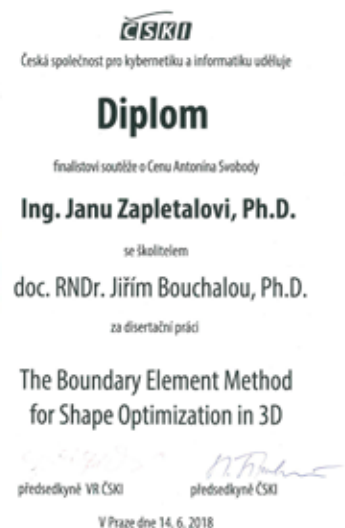 ČSKI
Česká společnost pro kybernetiku a informatiku uděluje
Diplom
finalistovi soutěže o Cenu Antonína Svobody
Ing. Janu Zapletalovi, Ph.D.
se školitelem
doc. RNDr. Jiřím Bouchalou, Ph.D.
za disertační práci
The Boundary Element Method
for Shape Optimization in 3D
předsedkyně VR ČSKI předsedkyně ČSKI
V Praze dne 14. 6. 2018